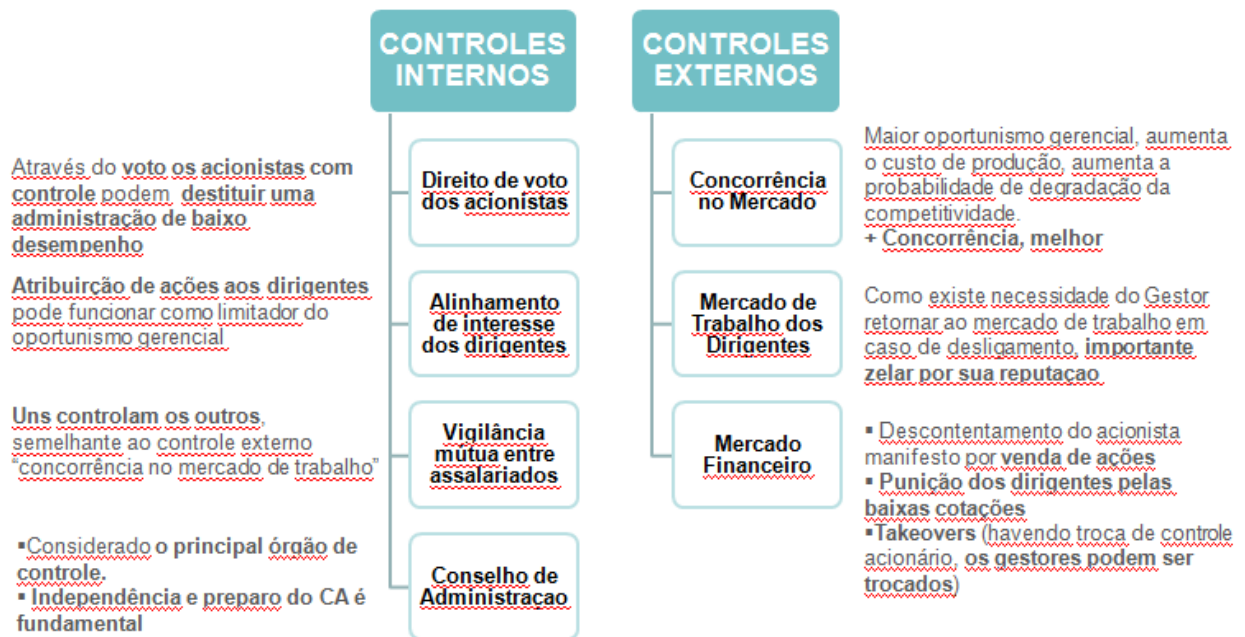 CONTROLES
INTERNOS
Através do voto os acionistas com
controle podem destituir uma
administração de baixo
desempenho
Direito de voto
dos acionistas
Atribuirção de ações aos dirigentes
pode funcionar como limitador do
oportunismo gerencial
Alinhamento
de interesse
dos dirigentes
Uns controlam os outros,
semelhante ao controle externo
“concorrência no mercado de trabalho”
Vigilância
mútua entre
assalariados
▪Considerado o principal órgão de
controle.
▪ Independência e preparo do CA é
fundamental
Conselho de
Administraçao
CONTROLES
EXTERNOS
Concorrência
no Mercado
Maior oportunismo gerencial, aumenta
o custo de produção, aumenta a
probabilidade de degradação da
competitividade.
+ Concorrência, melhor
Mercado de
Trabalho dos
Dirigentes
Como existe necessidade do Gestor
retornar ao mercado de trabalho em
caso de desligamento, importante
zelar por sua reputaçao
Mercado
Financeiro
▪ Descontentamento do acionista
manifesto por venda de ações
▪ Punição dos dirigentes pelas
baixas cotações
▪Takeovers (havendo troca de controle
acionário, os gestores podem ser
trocados)